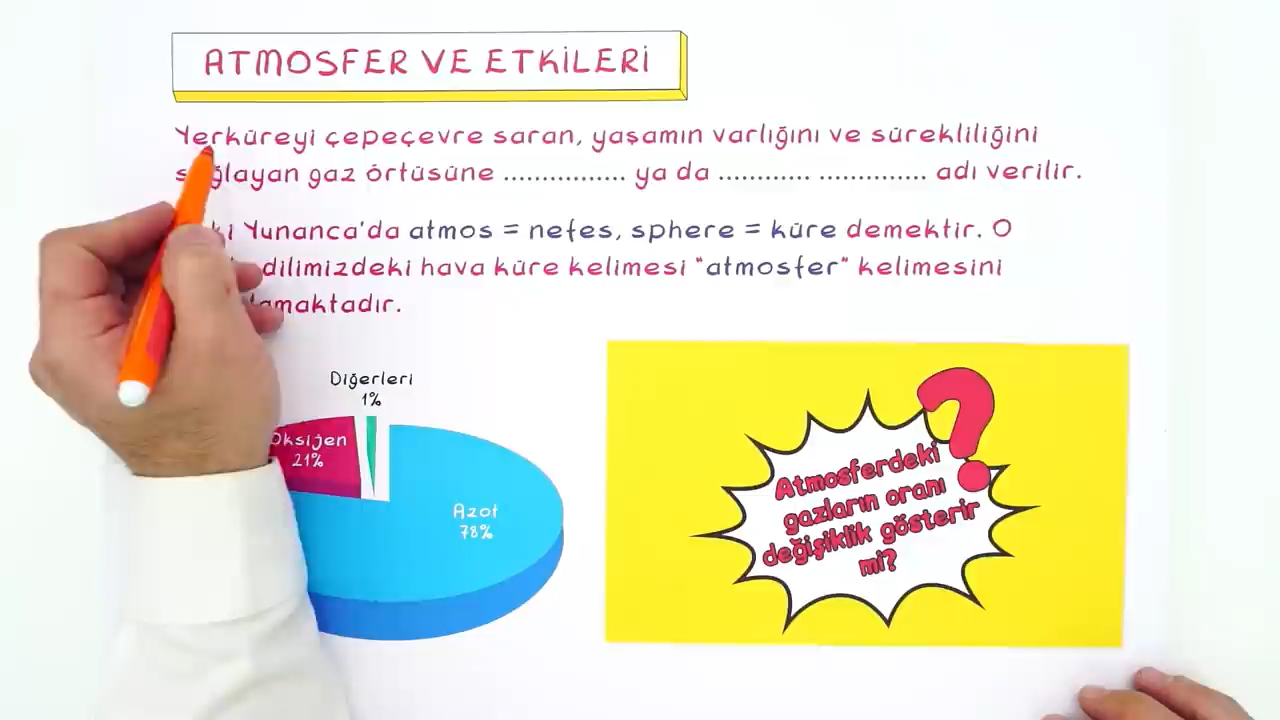 ATMOSFER VE ETKİLERİ
Yerküreyi çepeçevre saran, yaşamın varlığını ve sürekliliğini
gaz örtüsüne ................ ya da ............ .............. adı verilir.
Yunanca'da atmos = nefes, sphere = küre demektir. O
dilimizdeki hava küre kelimesi "atmosfer" kelimesini
Diğerleri
1%
Oksijen
21%
Azot
78%
Atmosferdeki
gazların oranı
değişiklik gösterir
mi?
?